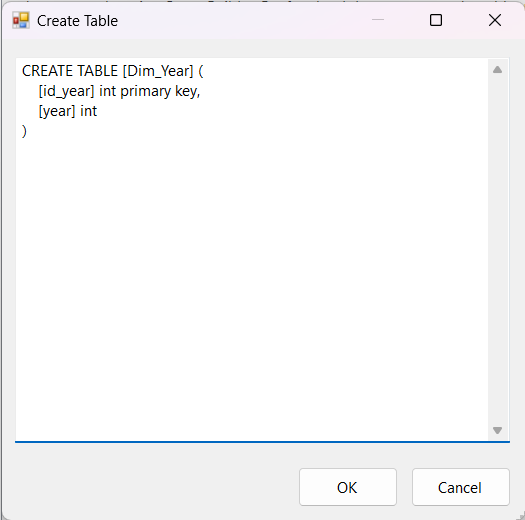 Create Table
CREATE TABLE [Dim_Year] (
    [id_year] int primary key,
    [year] int
)
OK
Cancel